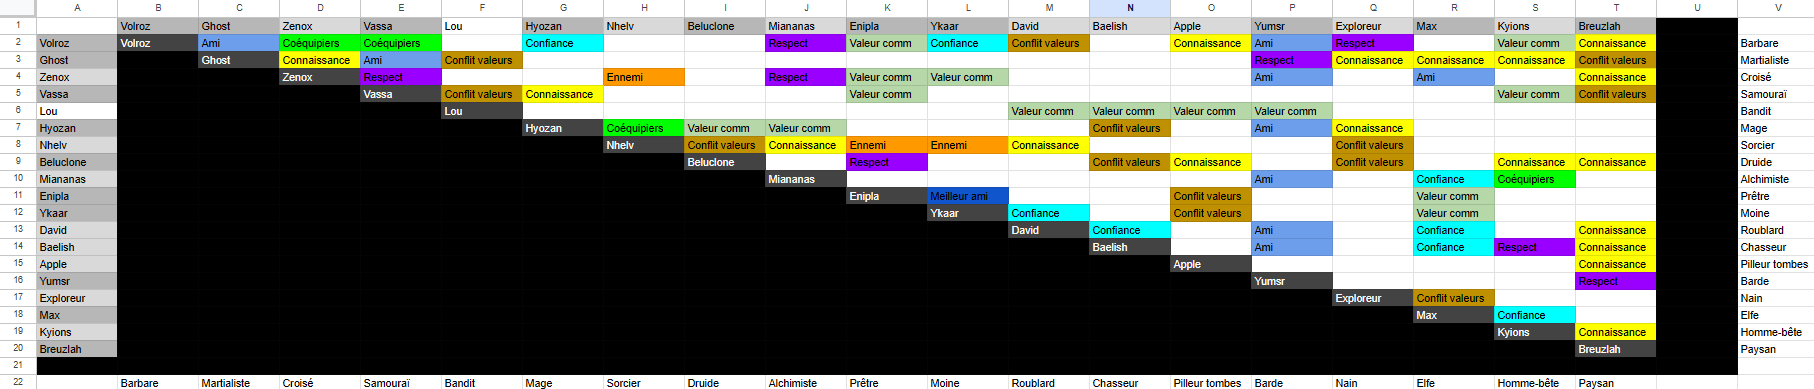 A B C D E F G H I J K L M N O P Q R S T U V
1 Volroz Ghost Zenox Vassa Lou Hyozan Nhelv Beluclone Miananas Enipla Ykaar David Baelish Apple Yumsr Exploreur Max Kyions Breuzlah
2 Volroz Volroz Ami Coéquipiers Coéquipiers Confiance Respect Valeur comm Confiance Conflit valeurs Connaissance Ami Respect Valeur comm Connaissance Barbare
3 Ghost Ghost Connaissance Ami Conflit valeurs Respect Connaissance Connaissance Connaissance Conflit valeurs Martialiste
4 Zenox Zenox Respect Ennemi Respect Valeur comm Valeur comm Ami Ami Connaissance Croisé
5 Vassa Vassa Conflit valeurs Connaissance Valeur comm Valeur comm Conflit valeurs Samouraï
6 Lou Lou Valeur comm Valeur comm Valeur comm Valeur comm Bandit
7 Hyozan Hyozan Coéquipiers Valeur comm Valeur comm Conflit valeurs Ami Connaissance Mage
8 Nhelv Nhelv Conflit valeurs Connaissance Ennemi Ennemi Connaissance Conflit valeurs Sorcier
9 Beluclone Beluclone Respect Conflit valeurs Connaissance Conflit valeurs Connaissance Connaissance Druide
10 Miananas Miananas Ami Confiance Coéquipiers Alchimiste
11 Enipla Enipla Meilleur ami Conflit valeurs Valeur comm Prêtre
12 Ykaar Ykaar Confiance Conflit valeurs Valeur comm Moine
13 David David Confiance Ami Confiance Connaissance Roublard
14 Baelish Baelish Ami Confiance Respect Connaissance Chasseur
15 Apple Apple Connaissance Pilleur tombes
16 Yumsr Yumsr Respect Barde
17 Exploreur Exploreur Conflit valeurs Nain
18 Max Max Confiance Elfe
19 Kyions Kyions Connaissance Homme-bête
20 Breuzlah Breuzlah Paysan
21
22 Barbare Martialiste Croisé Samouraï Bandit Mage Sorcier Druide Alchimiste Prêtre Moine Roublard Chasseur Pilleur tombes Barde Nain Elfe Homme-bête Paysan